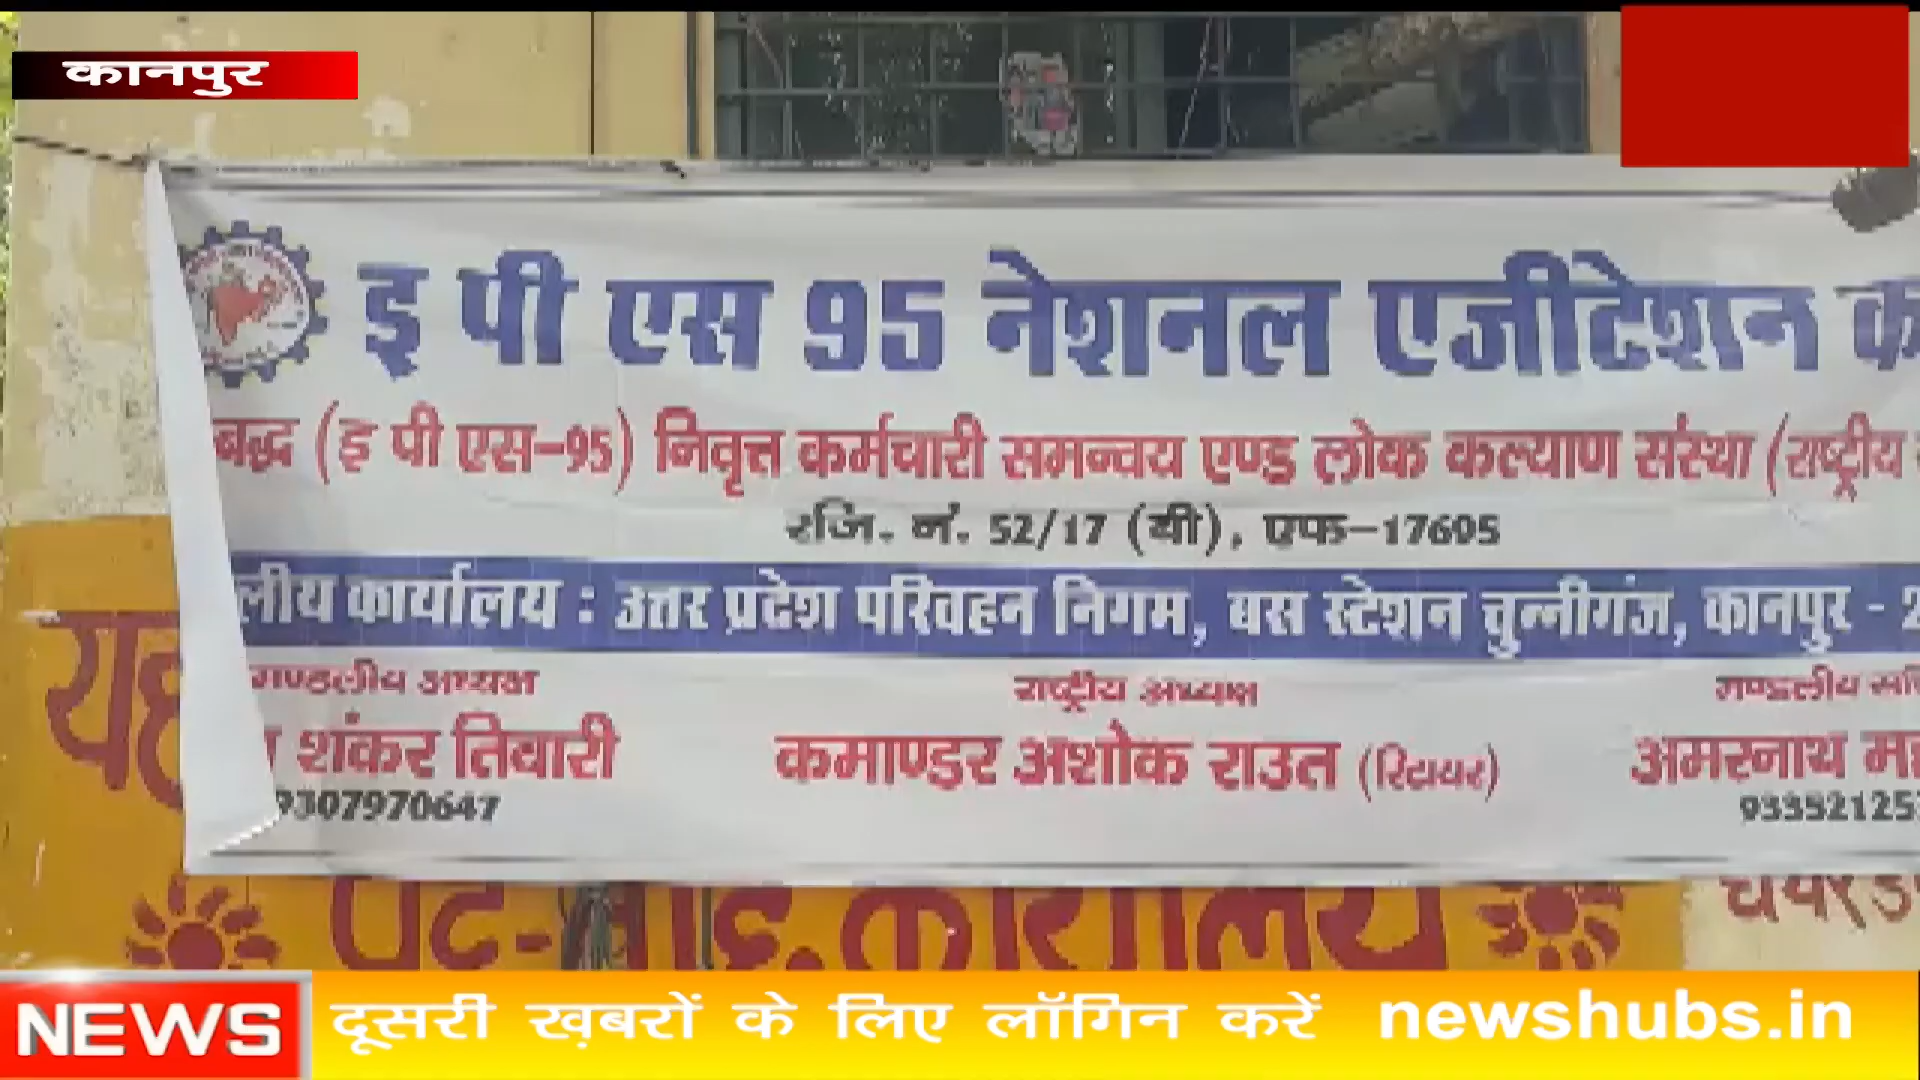 कानपुर
इ पी एस 95 नेशनल एजीटेशन
बद्ध (इ पी एस-95) निवृत्त कर्मचारी समन्वय एण्ड लोक कल्याण संस्था (राष्ट्रीय
रजि. नं. 52/17 (बी), एफ-17605
लीय कार्यालय : उत्तर प्रदेश परिवहन निगम, बस स्टेशन चुन्नीगंज, कानपुर - 2
मण्डलीय अध्यक्ष राष्ट्रीय अध्यक्ष मण्डलीय
शंकर तिवारी कमाण्डर अशोक राउत (रिटायर) अमरनाथ
9307970647
NEWS दूसरी ख़बरों के लिए लॉगिन करें newshubs.in